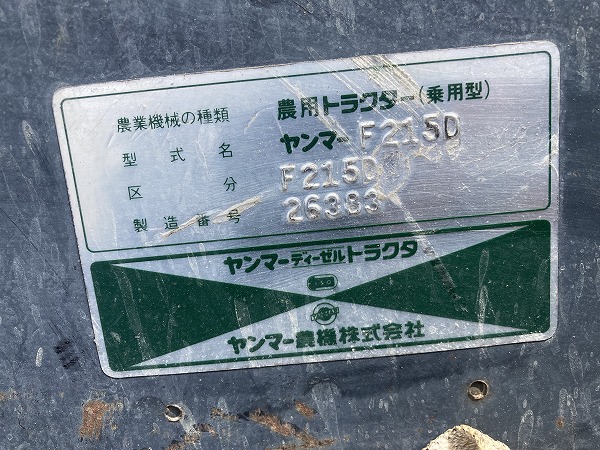 農業機械の種類 農用トラクター(乗用型)
型式名 ヤンマー F215D
区分 F215D
製造番号 26383
ヤンマーディーゼルトラクタ
ヤンマー農機株式会社